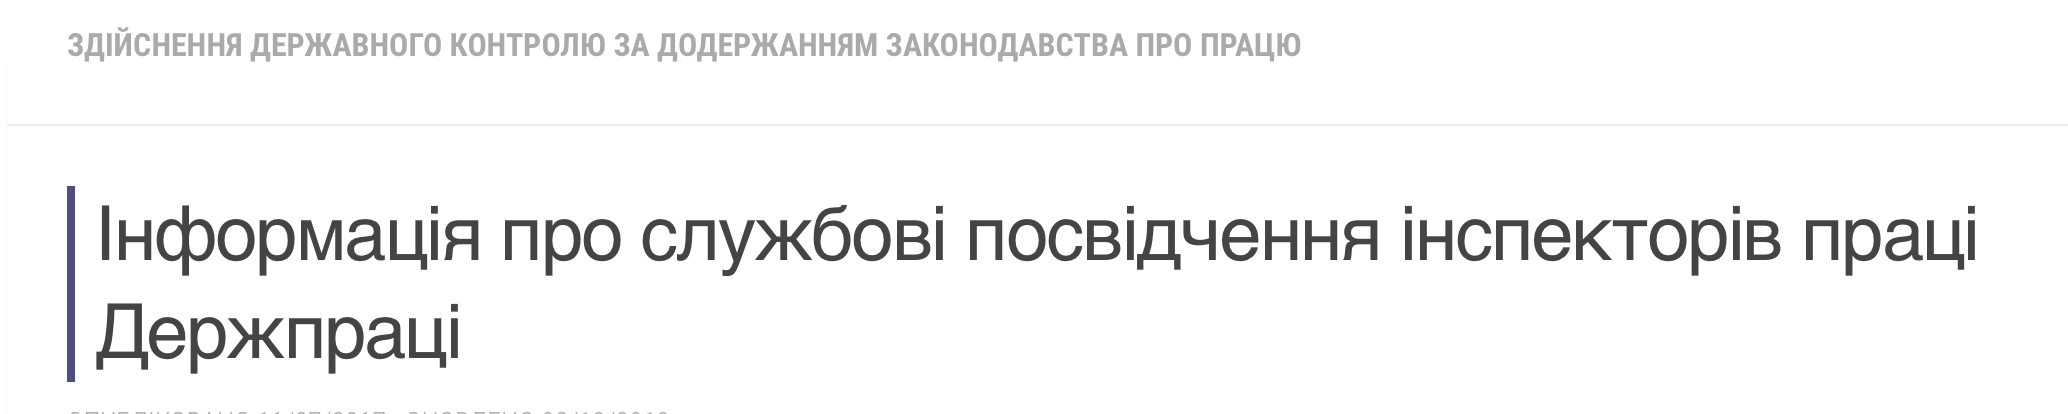 ЗДІЙСНЕННЯ ДЕРЖАВНОГО КОНТРОЛЮ ЗА ДОДЕРЖАННЯМ ЗАКОНОДАВСТВА ПРО ПРАЦЮ
Інформація про службові посвідчення інспекторів праці
Держпраці